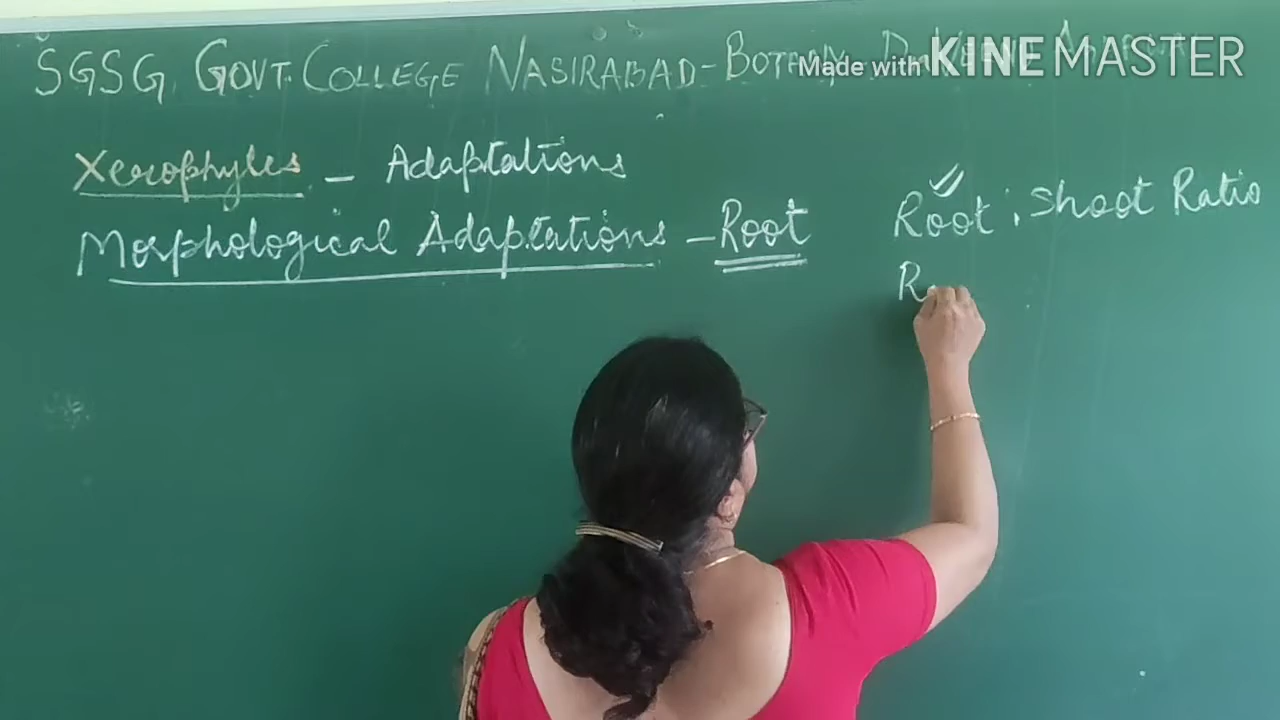 SGSG GOVT. COLLEGE NASIRABAD - BOTANY
Made with KINEMASTER
Xerophytes - Adaptations
Morphological Adaptations - Root
Root : Shoot Ratio
R